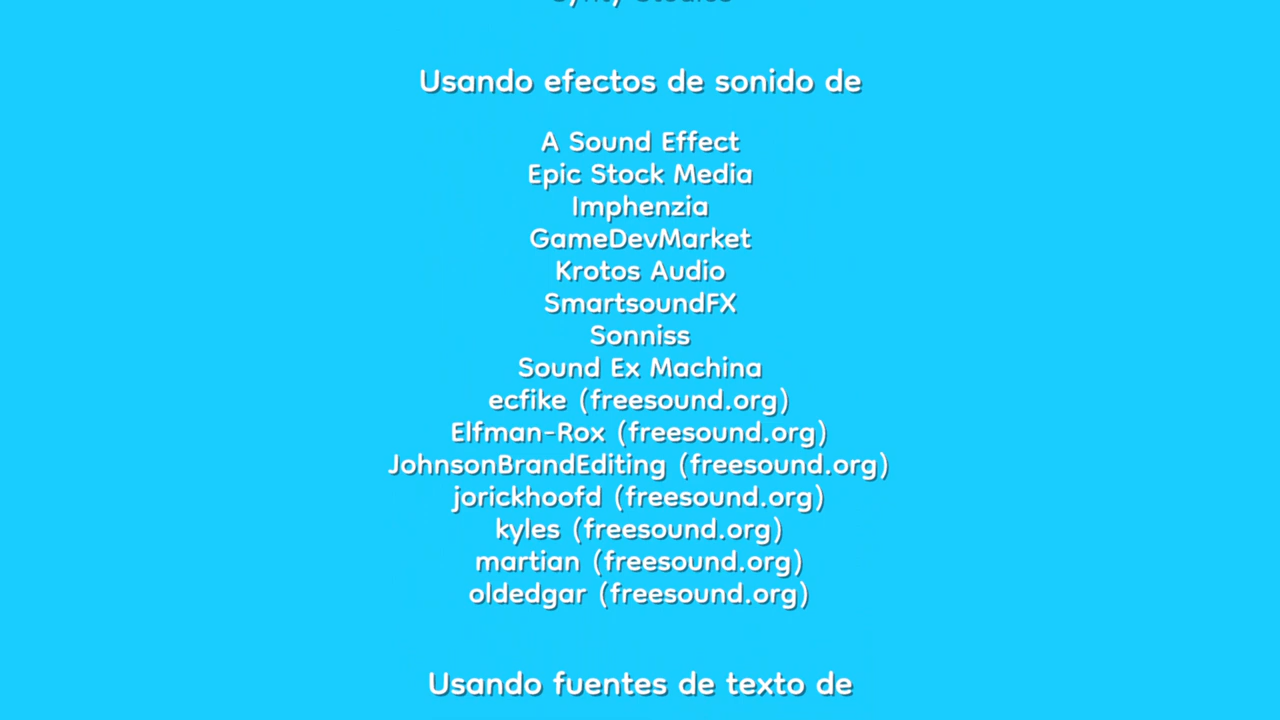 Usando efectos de sonido de
A Sound Effect
Epic Stock Media
Imphenzia
GameDevMarket
Krotos Audio
SmartsoundFX
Sonniss
Sound Ex Machina
ecfike (freesound.org)
Elfman-Rox (freesound.org)
JohnsonBrandEditing (freesound.org)
jorickhoofd (freesound.org)
kyles (freesound.org)
martian (freesound.org)
oldedgar (freesound.org)
Usando fuentes de texto de